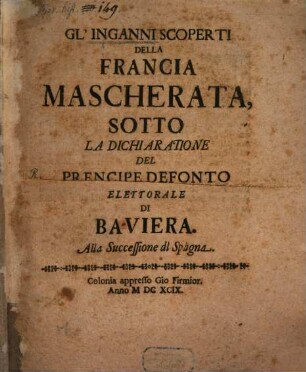 149.
GL' INGANNI SCOPERTI
DELLA
FRANCIA
MASCHERATA,
SOTTO
LA DICHIARATIONE
DEL
PRENCIPE DEFONTO
ELETTORALE
DI
BAVIERA.
Alla Successione di Spagna.
Colonia appresso Gio Firmior.
Anno M DC XCIX.